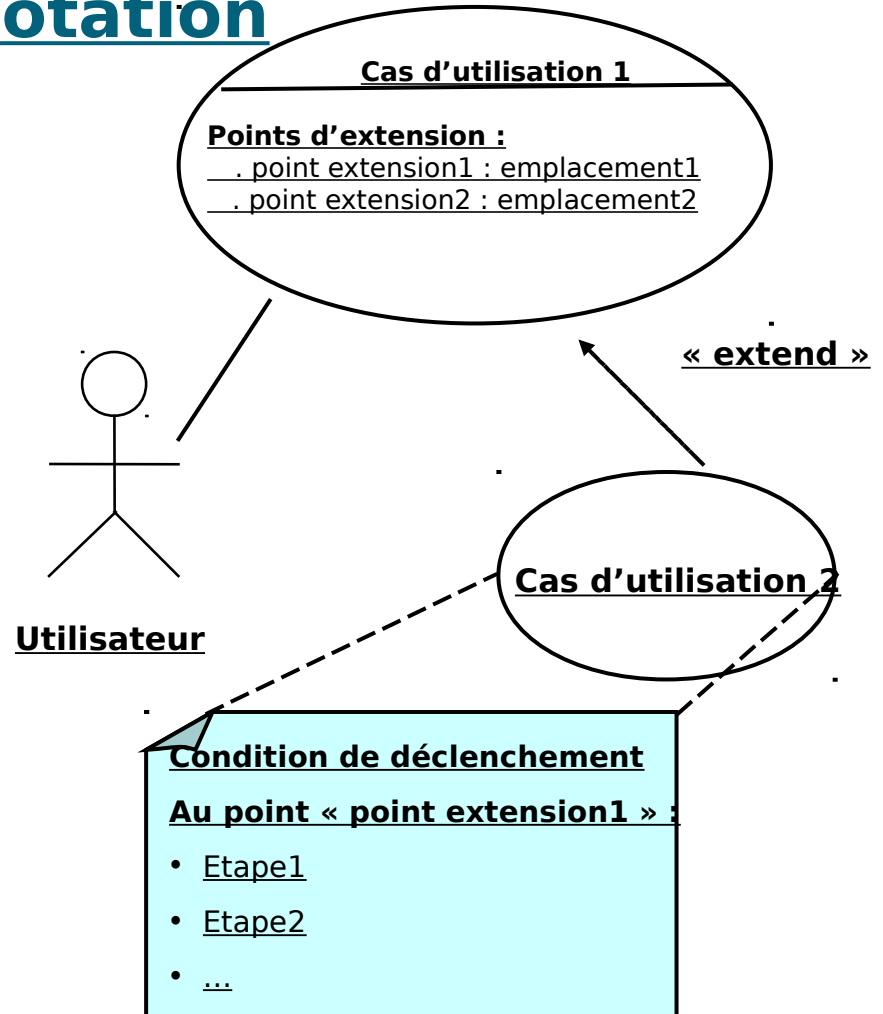 otation
Cas d’utilisation 1
Points d’extension :
. point extension1 : emplacement1
. point extension2 : emplacement2
« extend »
Cas d’utilisation 2
Utilisateur
Condition de déclenchement
Au point « point extension1 » :
• Etape1
• Etape2
• …